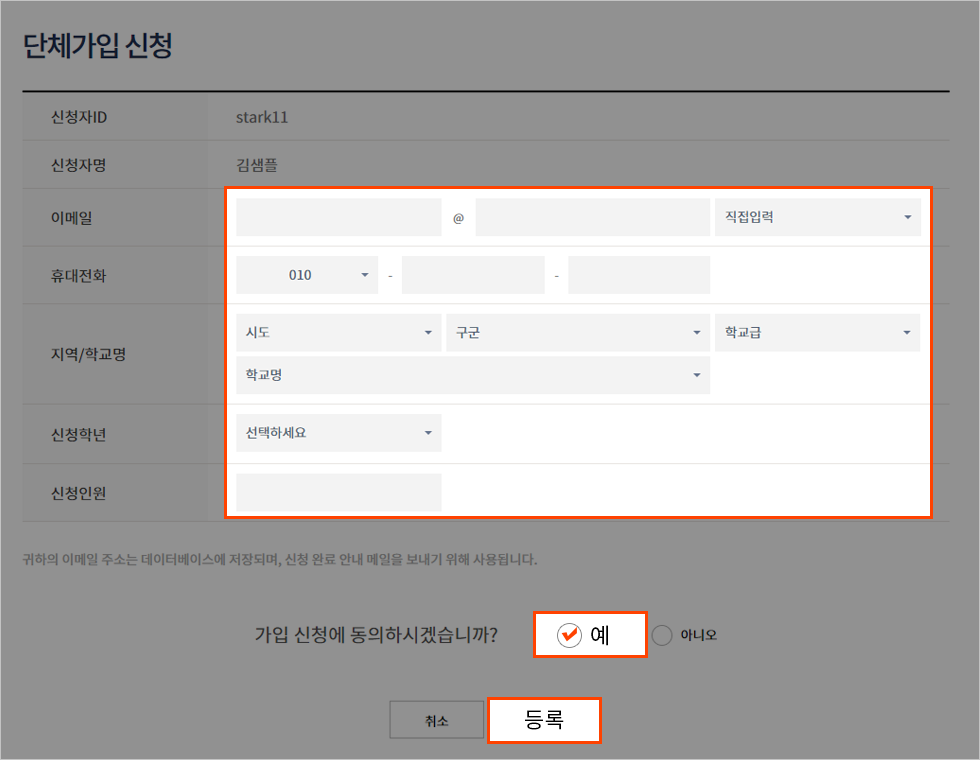 단체가입 신청
신청자ID stark11
신청자명 김샘플
이메일 @ 직접입력
휴대전화 010 - -
지역/학교명 시도 구군 학교급
학교명
신청학년 선택하세요
신청인원
귀하의 이메일 주소는 데이터베이스에 저장되며, 신청 완료 안내 메일을 보내기 위해 사용됩니다.
가입 신청에 동의하시겠습니까? 예 아니오
취소 등록